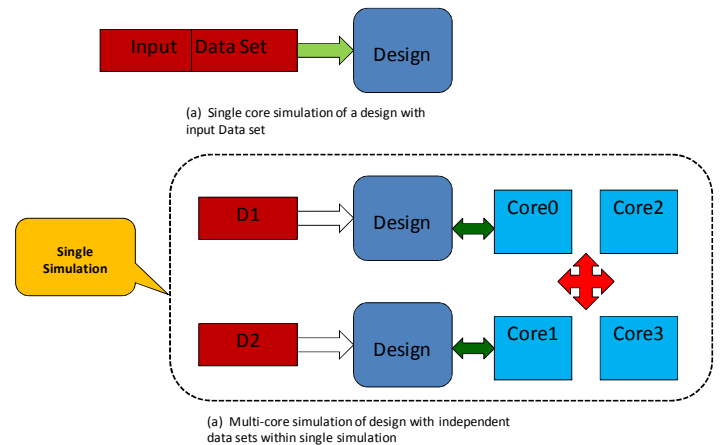 Input Data Set
Design
(a) Single core simulation of a design with
input Data set
D1
Design
Core0
Core2
Single
Simulation
D2
Design
Core1
Core3
(a) Multi-core simulation of design with independent
data sets within single simulation